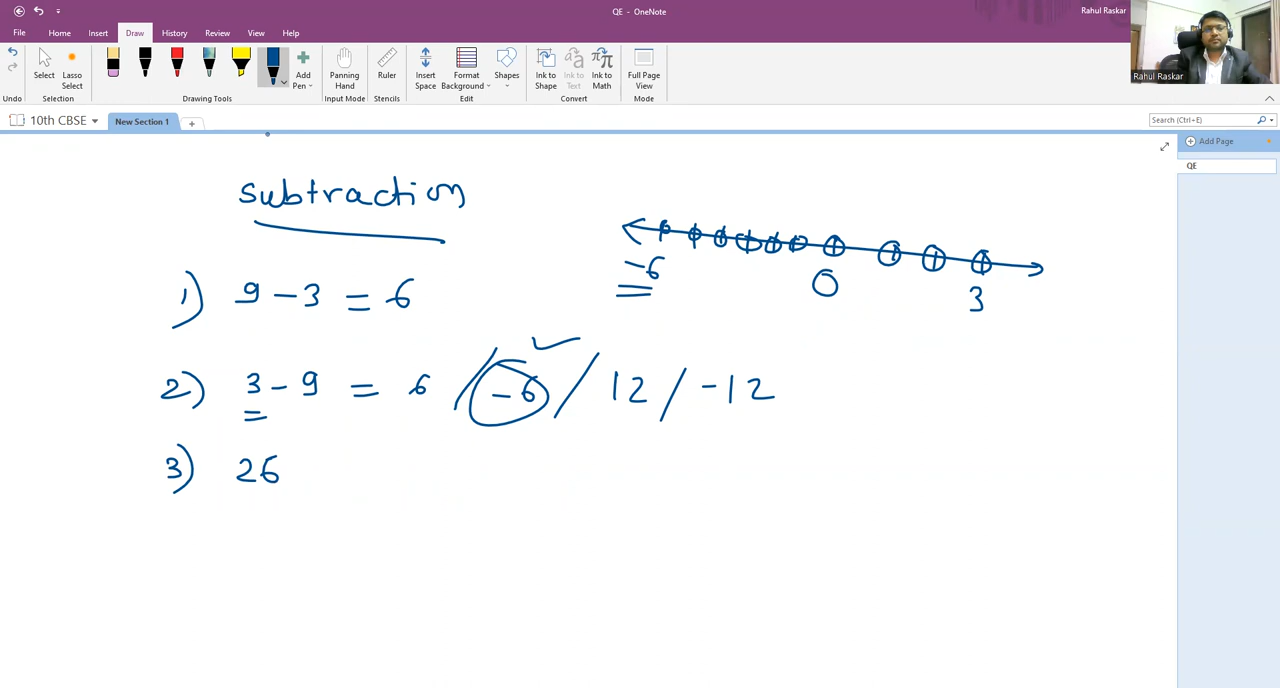 QE - OneNote
Rahul Raskar
File Home Insert Draw History Review View Help
Select Lasso Select Add Pen Panning Hand Ruler Insert Space Format Background Shapes Ink to Shape Ink to Text Ink to Math Full Page View
Undo Selection Drawing Tools Input Mode Stencils Edit Convert Mode
Rahul Raskar
10th CBSE New Section 1 + Search (Ctrl+E)
Add Page
QE
subtraction
-6 0 3
1) 9 - 3 = 6
2) 3 - 9 = 6 / -6 / 12 / -12
3) 26